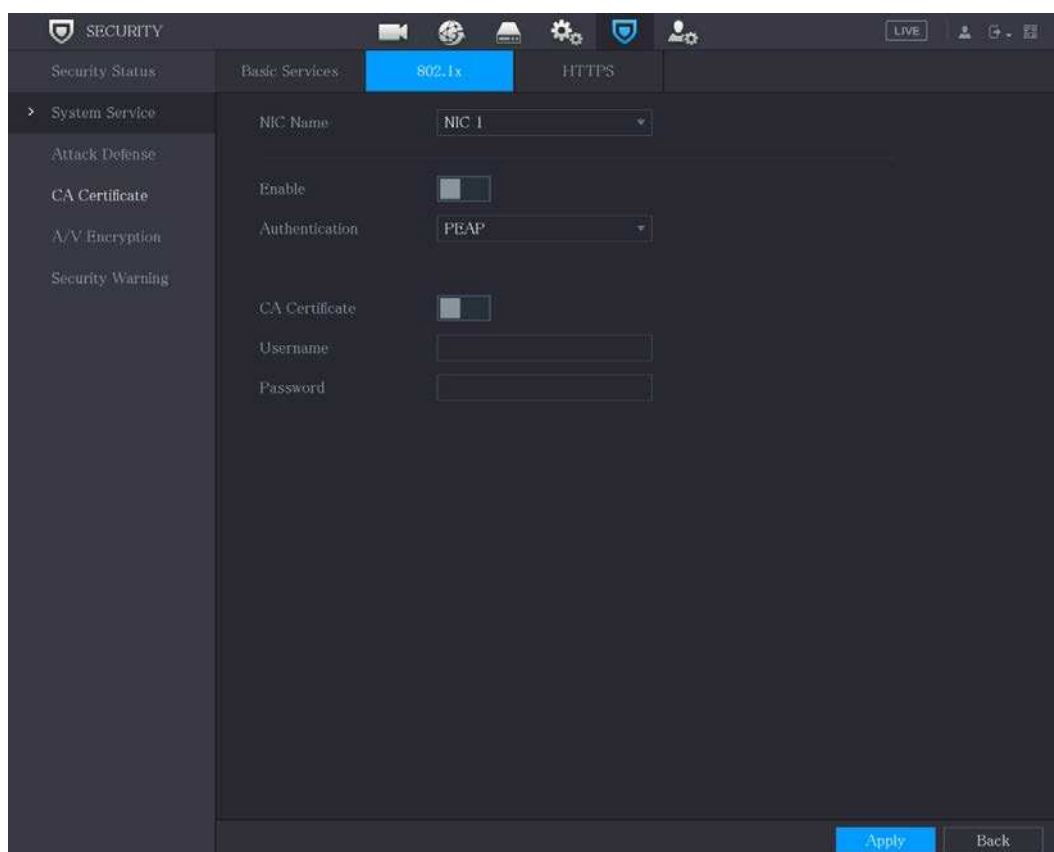 SECURITY
LIVE
Security Status
Basic Services
802.1x
HTTPS
System Service
NIC Name
NIC 1
Attack Defense
Enable
CA Certificate
Authentication
PEAP
A/V Encryption
Security Warning
CA Certificate
Username
Password
Apply
Back